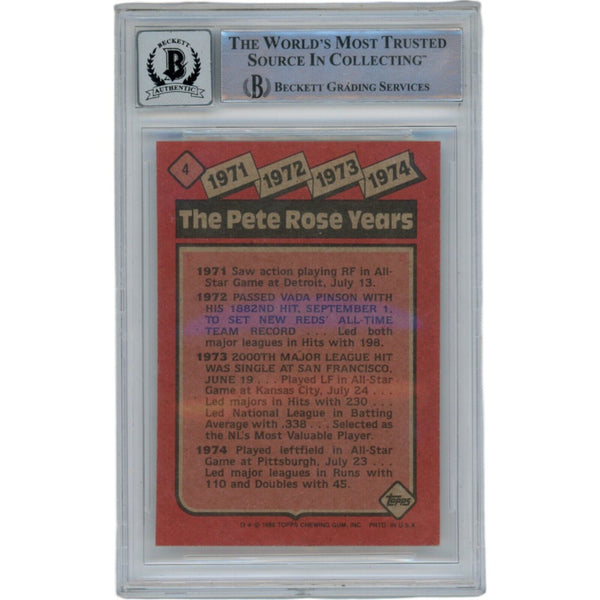 BECKETT
B
AUTHENTIC
THE WORLD'S MOST TRUSTED
SOURCE IN COLLECTING™
B BECKETT GRADING SERVICES
4
1971 1972 1973 1974
The Pete Rose Years
1971 Saw action playing RF in All-
Star Game at Detroit, July 13.
1972 PASSED VADA PINSON WITH
HIS 1882ND HIT, SEPTEMBER 1,
TO SET NEW REDS' ALL-TIME
TEAM RECORD . . . Led both
major leagues in Hits with 198.
1973 2000TH MAJOR LEAGUE HIT
WAS SINGLE AT SAN FRANCISCO,
JUNE 19 . . . Played LF in All-Star
Game at Kansas City, July 24 . . .
Led majors in Hits with 230 . . .
Led National League in Batting
Average with .338 . . . Selected as
the NL's Most Valuable Player.
1974 Played leftfield in All-Star
Game at Pittsburgh, July 23 . . .
Led major leagues in Runs with
110 and Doubles with 45.
Topps
© 1986 TOPPS CHEWING GUM, INC. PRTD. IN U.S.A.